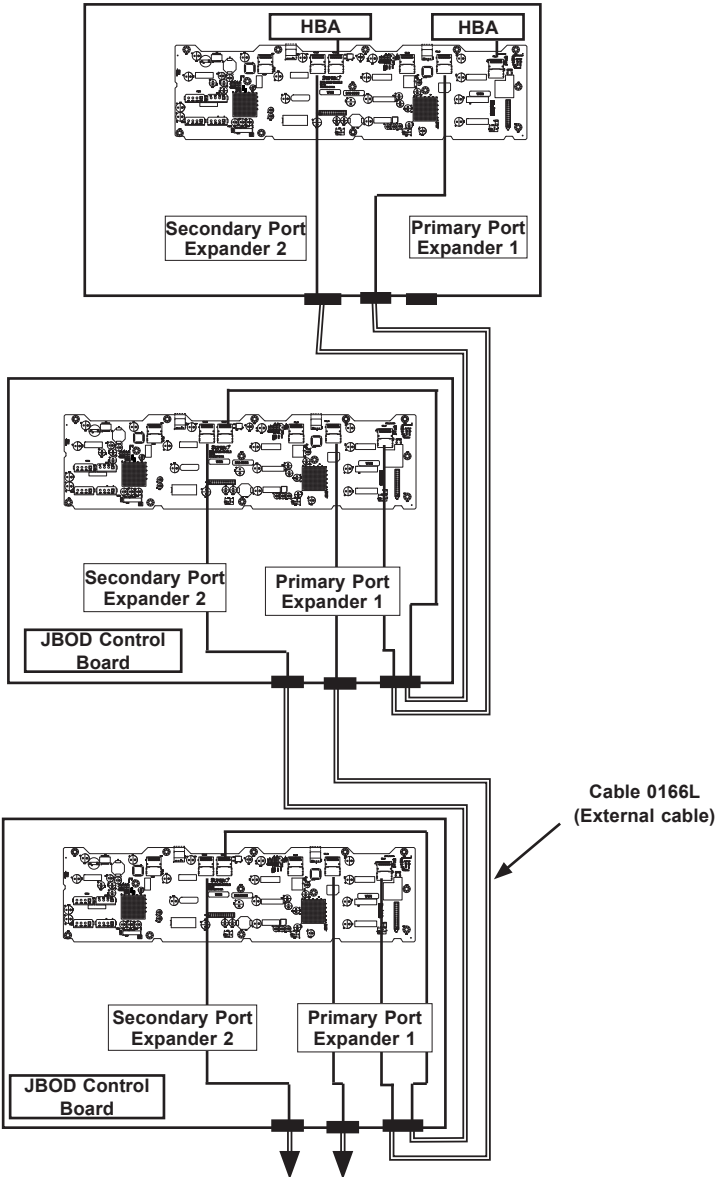 HBA
HBA
Secondary Port
Expander 2
Primary Port
Expander 1
Secondary Port
Expander 2
Primary Port
Expander 1
JBOD Control
Board
Cable 0166L
(External cable)
Secondary Port
Expander 2
Primary Port
Expander 1
JBOD Control
Board